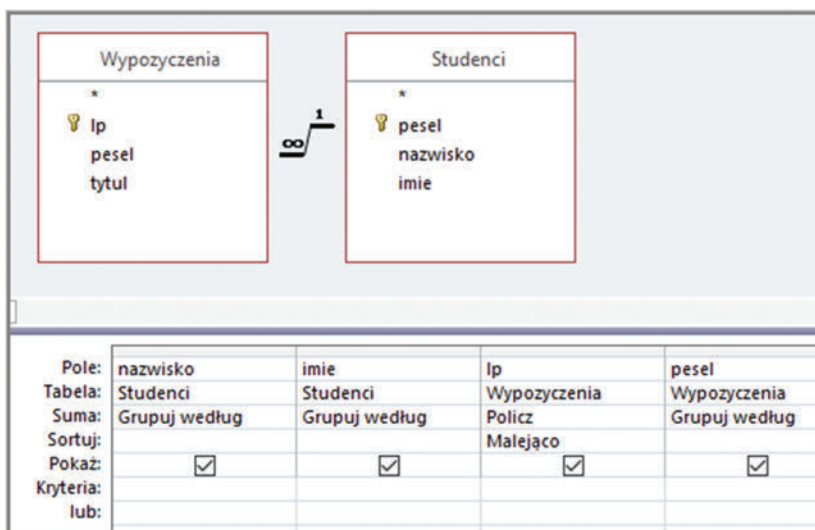 Wypozyczenia
*
lp
pesel
tytul
∞ 1
Studenci
*
pesel
nazwisko
imie
Pole: nazwisko imie lp pesel
Tabela: Studenci Studenci Wypozyczenia Wypozyczenia
Suma: Grupuj według Grupuj według Policz Grupuj według
Sortuj: Malejąco
Pokaż:
Kryteria:
lub: